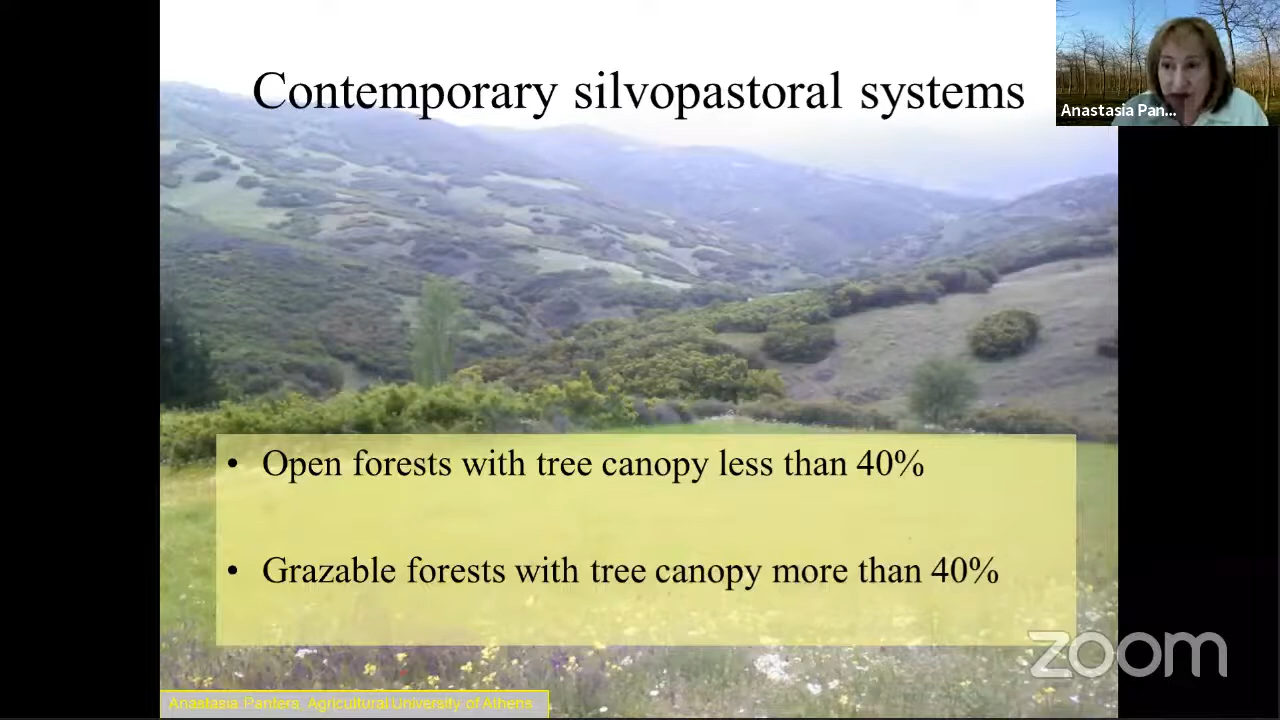 Contemporary silvopastoral systems
Anastasia Pan...
• Open forests with tree canopy less than 40%
• Grazable forests with tree canopy more than 40%
zoom
Anastasia Pantera, Agricultural University of Athens